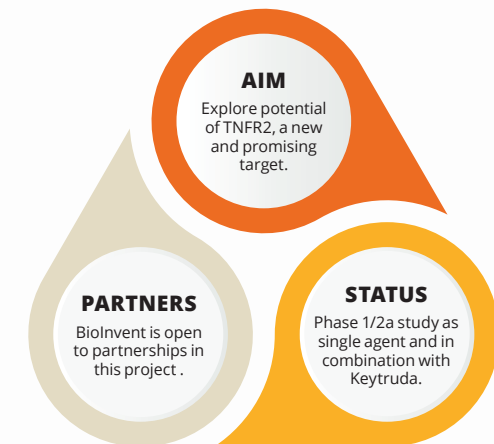 AIM
Explore potential
of TNFR2, a new
and promising
target.
PARTNERS
BioInvent is open
to partnerships in
this project .
STATUS
Phase 1/2a study as
single agent and in
combination with
Keytruda.